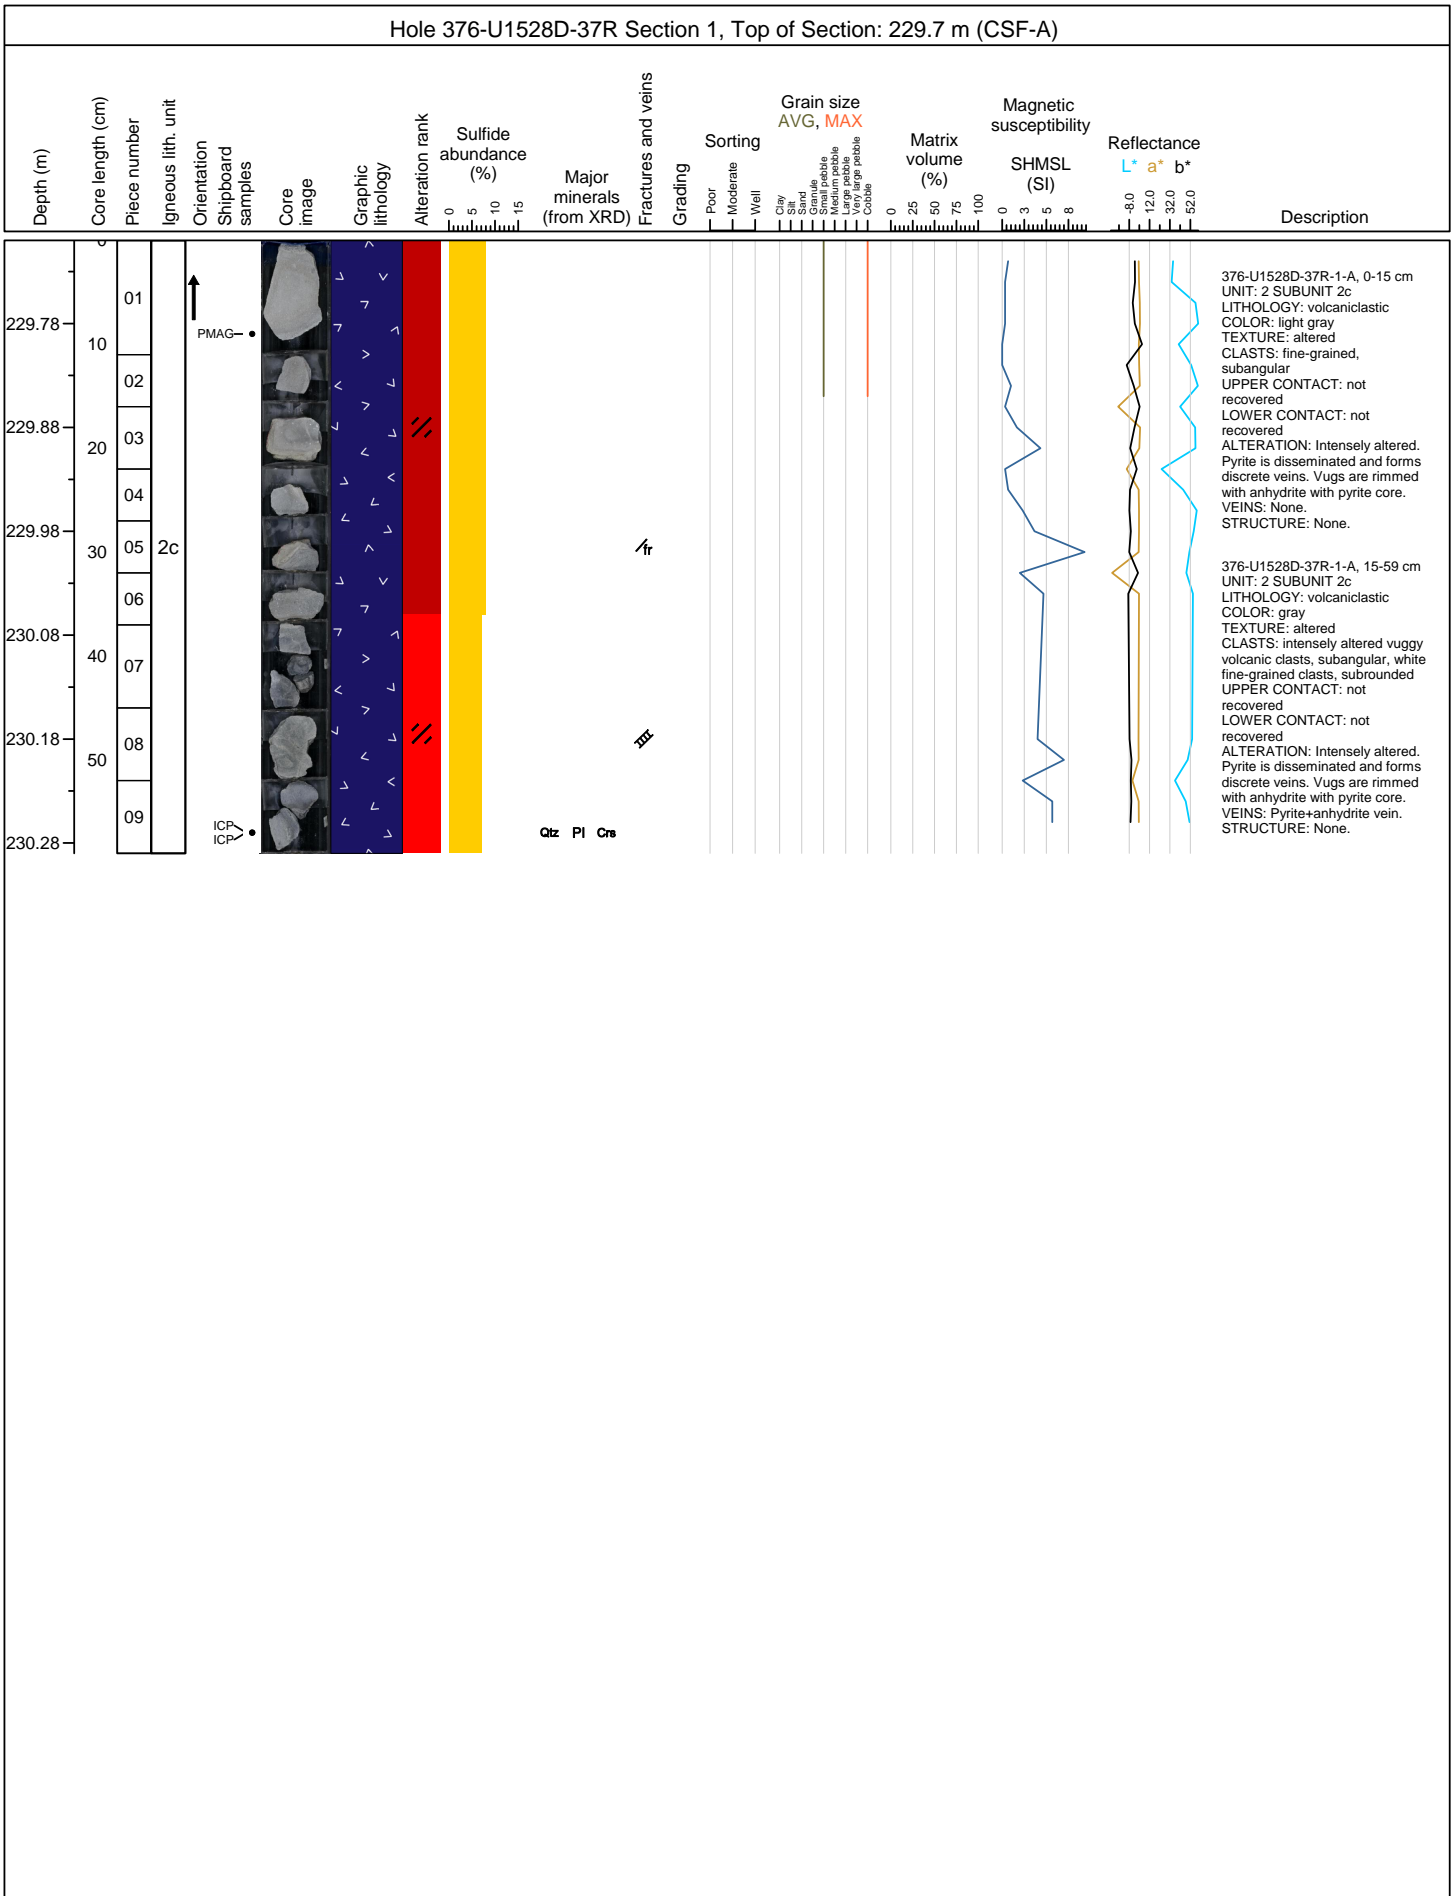 Hole 376-U1528D-37R Section 1, Top of Section: 229.7 m (CSF-A)
Depth (m)
Core length (cm)
Piece number
Igneous lith. unit
Orientation
Shipboard
samples
Core
image
Graphic
lithology
Alteration rank
Sulfide
abundance
(%)
0 5 10 15
Major
minerals
(from XRD)
Fractures and veins
Grading
Sorting
Poor
Moderate
Well
Grain size
AVG, MAX
Clay
Silt
Sand
Granule
Small pebble
Medium pebble
Large pebble
Very large pebble
Cobble
Matrix
volume
(%)
0 25 50 75 100
Magnetic
susceptibility
SHMSL
(SI)
0 3 5 8
Reflectance
L* a* b*
-8.0 12.0 32.0 52.0
Description
0
10
20
30
40
50
229.78
229.88
229.98
230.08
230.18
230.28
01
02
03
04
05
06
07
08
09
2c
PMAG
ICP
ICP
Qtz Pl Crs
fr
376-U1528D-37R-1-A, 0-15 cm
UNIT: 2 SUBUNIT 2c
LITHOLOGY: volcaniclastic
COLOR: light gray
TEXTURE: altered
CLASTS: fine-grained,
subangular
UPPER CONTACT: not
recovered
LOWER CONTACT: not
recovered
ALTERATION: Intensely altered.
Pyrite is disseminated and forms
discrete veins. Vugs are rimmed
with anhydrite with pyrite core.
VEINS: None.
STRUCTURE: None.
376-U1528D-37R-1-A, 15-59 cm
UNIT: 2 SUBUNIT 2c
LITHOLOGY: volcaniclastic
COLOR: gray
TEXTURE: altered
CLASTS: intensely altered vuggy
volcanic clasts, subangular, white
fine-grained clasts, subrounded
UPPER CONTACT: not
recovered
LOWER CONTACT: not
recovered
ALTERATION: Intensely altered.
Pyrite is disseminated and forms
discrete veins. Vugs are rimmed
with anhydrite with pyrite core.
VEINS: Pyrite+anhydrite vein.
STRUCTURE: None.